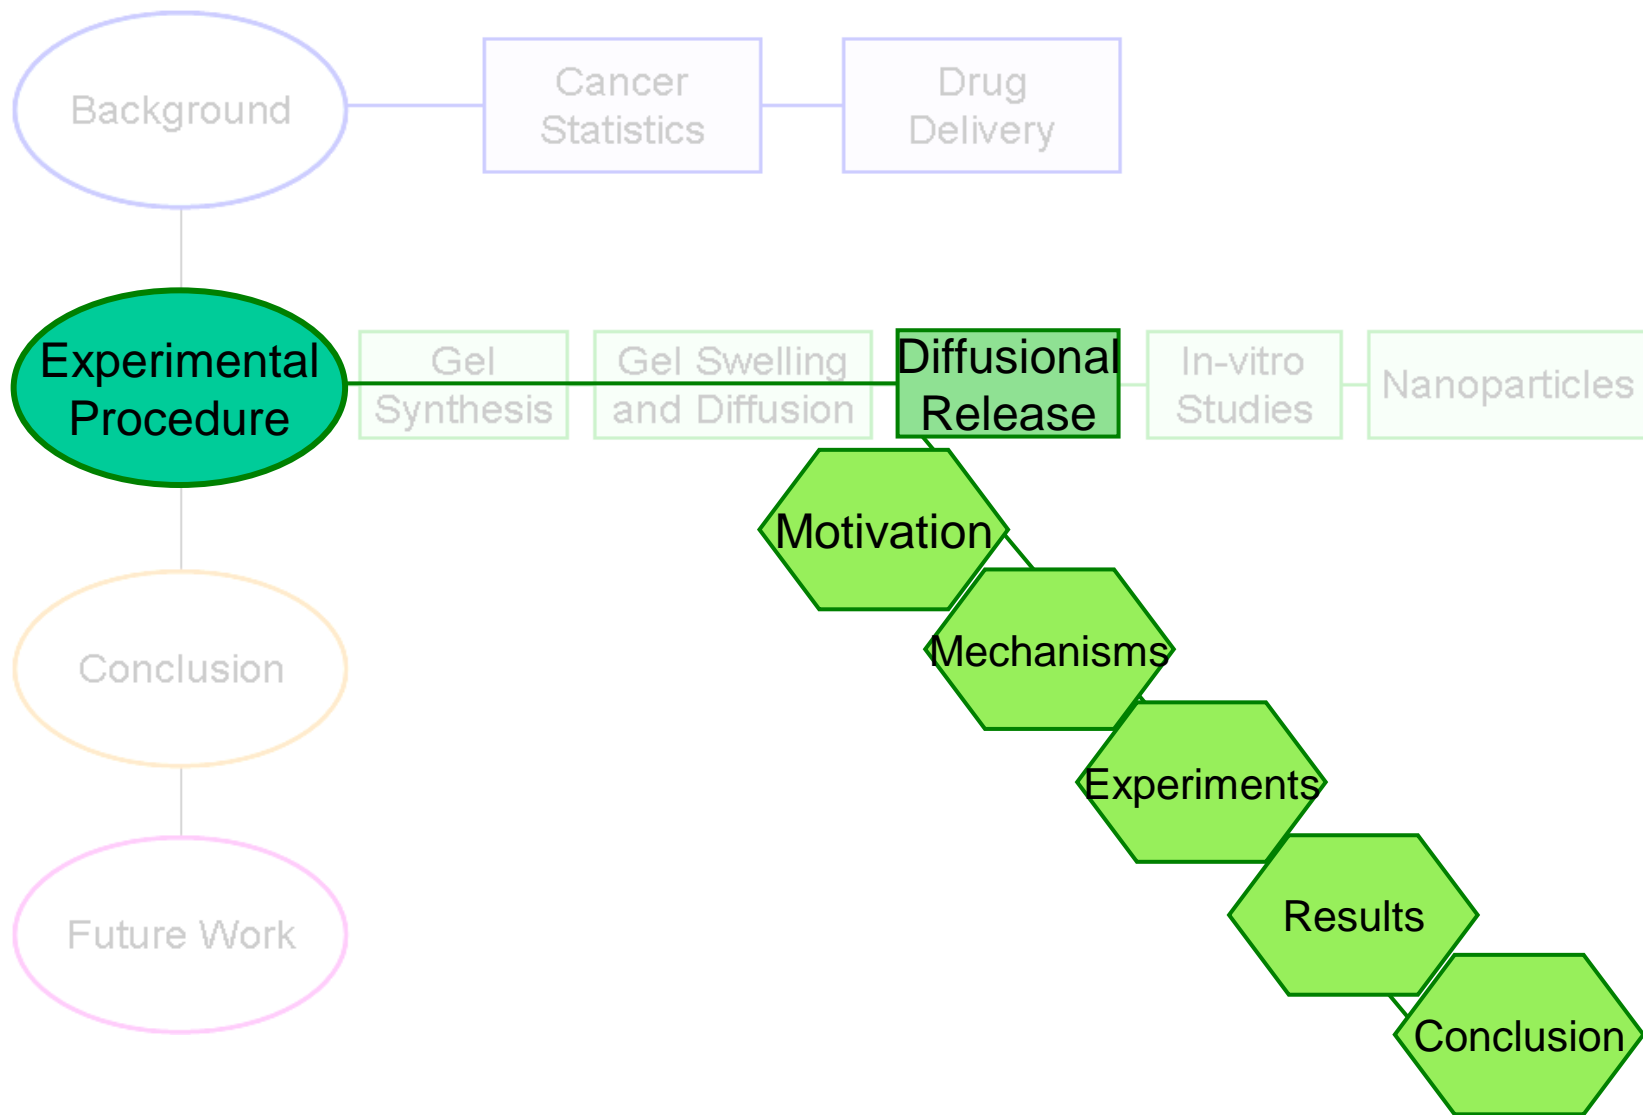 Background
Cancer
Statistics
Drug
Delivery
Experimental
Procedure
Gel
Synthesis
Gel Swelling
and Diffusion
Diffusional
Release
In-vitro
Studies
Nanoparticles
Motivation
Mechanisms
Experiments
Results
Conclusion
Conclusion
Future Work